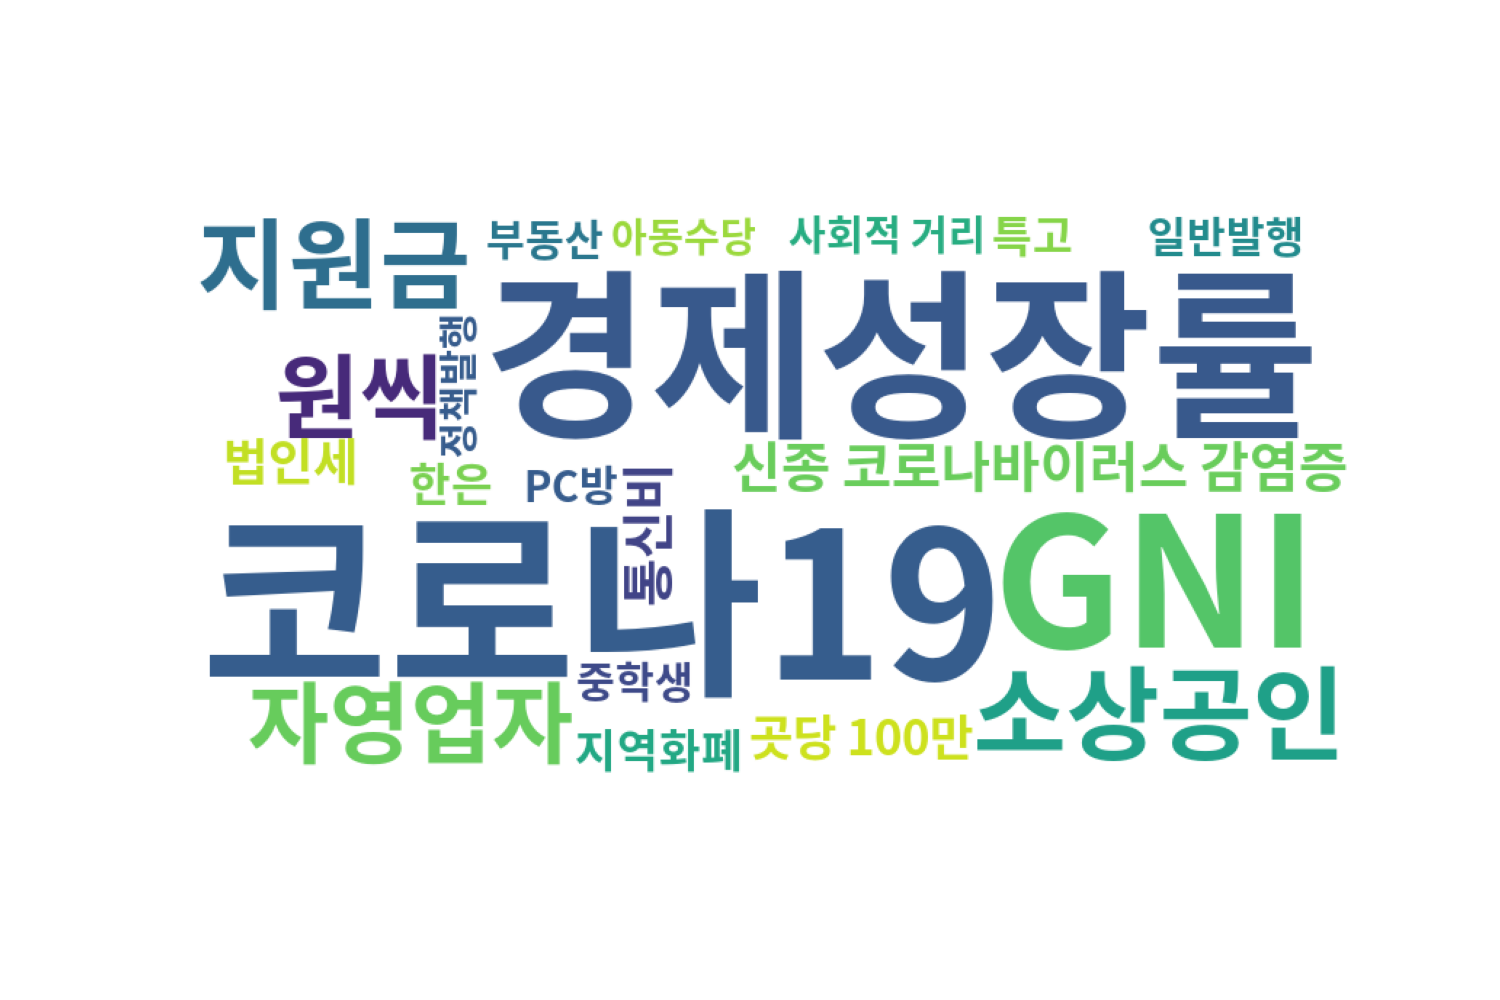 지원금
부동산
아동수당
사회적 거리
특고
일반발행
경제성장률
정책발행
원씩
법인세
한은
PC방
통신비
신종 코로나바이러스 감염증
코로나19
GNI
중학생
자영업자
지역화폐
곳당 100만
소상공인